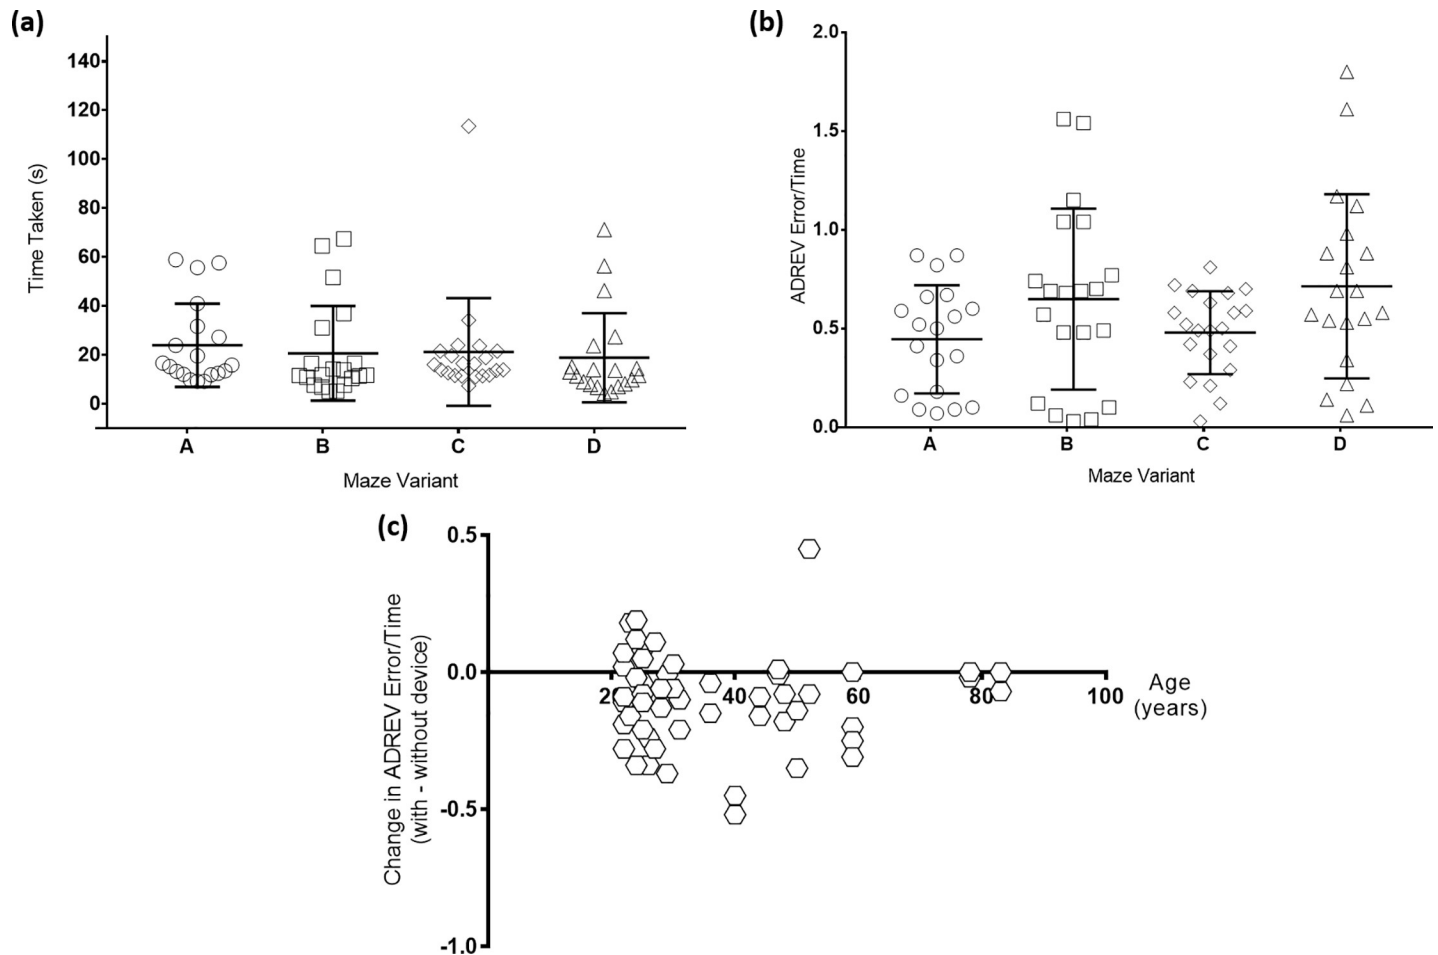 (a)
140
120
100
80
60
40
20
0
Time Taken (s)
A B C D
Maze Variant
(b)
2.0
1.5
1.0
0.5
0.0
ADREV Error/Time
A B C D
Maze Variant
(c)
0.5
0.0
-0.5
-1.0
Change in ADREV Error/Time
(with - without device)
20 40 60 80 100
Age
(years)